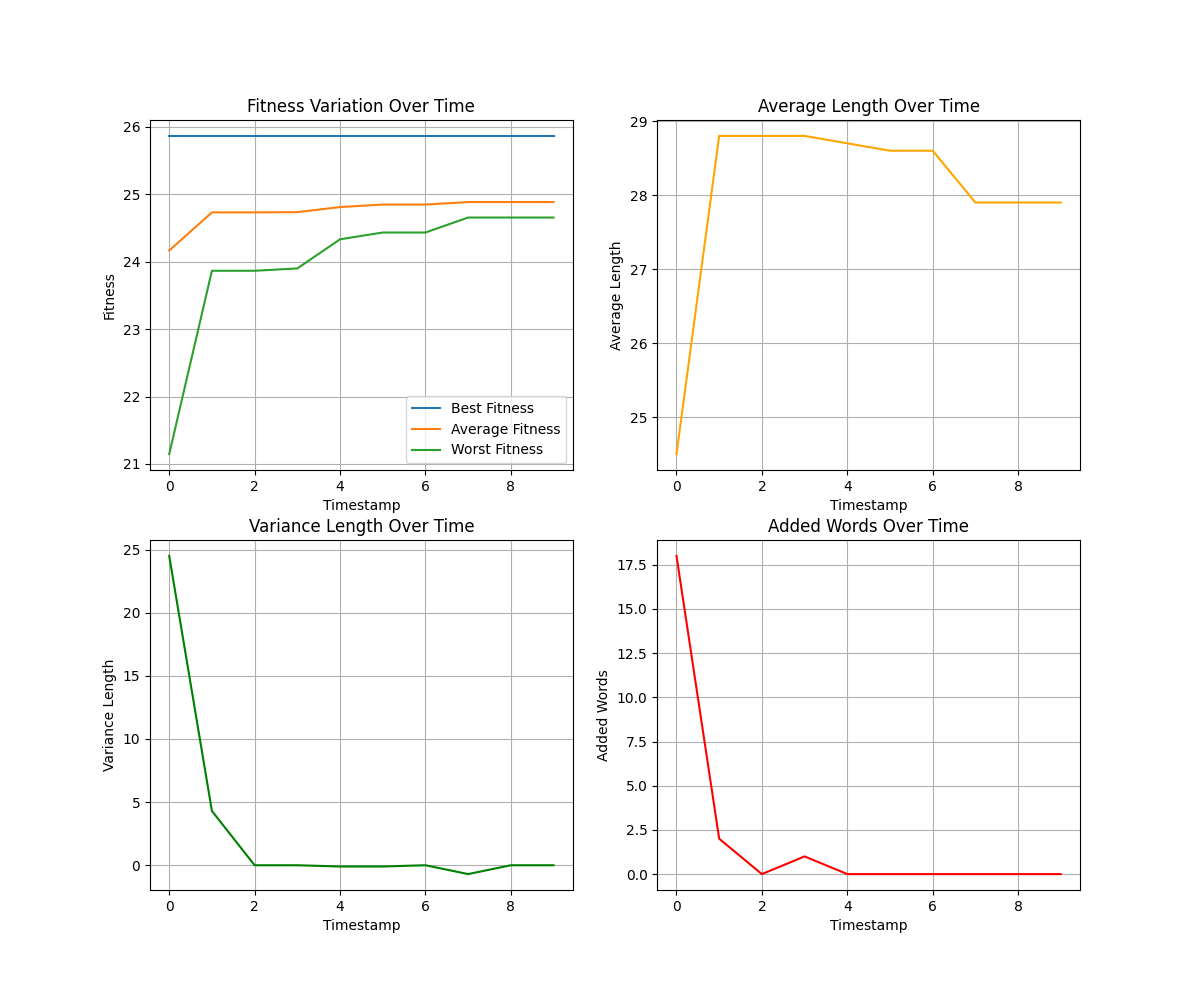 Fitness Variation Over Time
26
25
24
23
22
21
Fitness
Best Fitness
Average Fitness
Worst Fitness
0 2 4 6 8
Timestamp
Average Length Over Time
29
28
27
26
25
Average Length
0 2 4 6 8
Timestamp
Variance Length Over Time
25
20
15
10
5
0
Variance Length
0 2 4 6 8
Timestamp
Added Words Over Time
17.5
15.0
12.5
10.0
7.5
5.0
2.5
0.0
Added Words
0 2 4 6 8
Timestamp